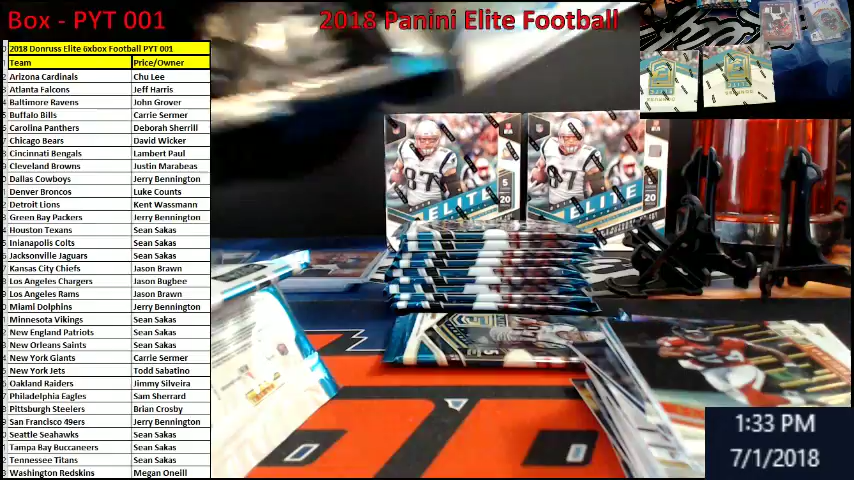 Box - PYT 001
2018 Panini Elite Football
2018 Donruss Elite 6xbox Football PYT 001
Team Price/Owner
Arizona Cardinals Chu Lee
Atlanta Falcons Jeff Harris
Baltimore Ravens John Grover
Buffalo Bills Carrie Sermer
Carolina Panthers Deborah Sherrill
Chicago Bears David Wicker
Cincinnati Bengals Lambert Paul
Cleveland Browns Justin Marabeas
Dallas Cowboys Jerry Bennington
Denver Broncos Luke Counts
Detroit Lions Kent Wassmann
Green Bay Packers Jerry Bennington
Houston Texans Sean Sakas
Inianapolis Colts Sean Sakas
Jacksonville Jaguars Sean Sakas
Kansas City Chiefs Jason Brawn
Los Angeles Chargers Jason Bugbee
Los Angeles Rams Jason Brawn
Miami Dolphins Jerry Bennington
Minnesota Vikings Sean Sakas
New England Patriots Sean Sakas
New Orleans Saints Sean Sakas
New York Giants Carrie Sermer
New York Jets Todd Sabatino
Oakland Raiders Jimmy Silveira
Philadelphia Eagles Sam Sherrard
Pittsburgh Steelers Brian Crosby
San Francisco 49ers Jerry Bennington
Seattle Seahawks Sean Sakas
Tampa Bay Buccaneers Sean Sakas
Tennessee Titans Sean Sakas
Washington Redskins Megan Oneill
87
ELITE
5
20
87
ELITE
20
ELITE
1:33 PM
7/1/2018